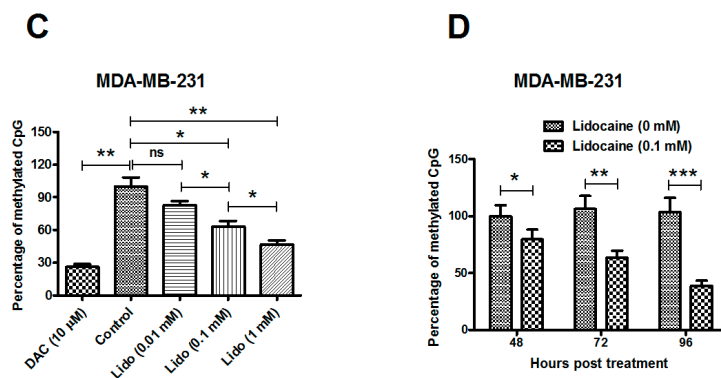 C
MDA-MB-231
Percentage of methylated CpG
150
120
90
60
30
0
**
*
** ns
*
*
DAC (10 µM)
Control
Lido (0.01 mM)
Lido (0.1 mM)
Lido (1 mM)
D
MDA-MB-231
Lidocaine (0 mM)
Lidocaine (0.1 mM)
Percentage of methylated CpG
150
100
50
0
* ** ***
48 72 96
Hours post treatment